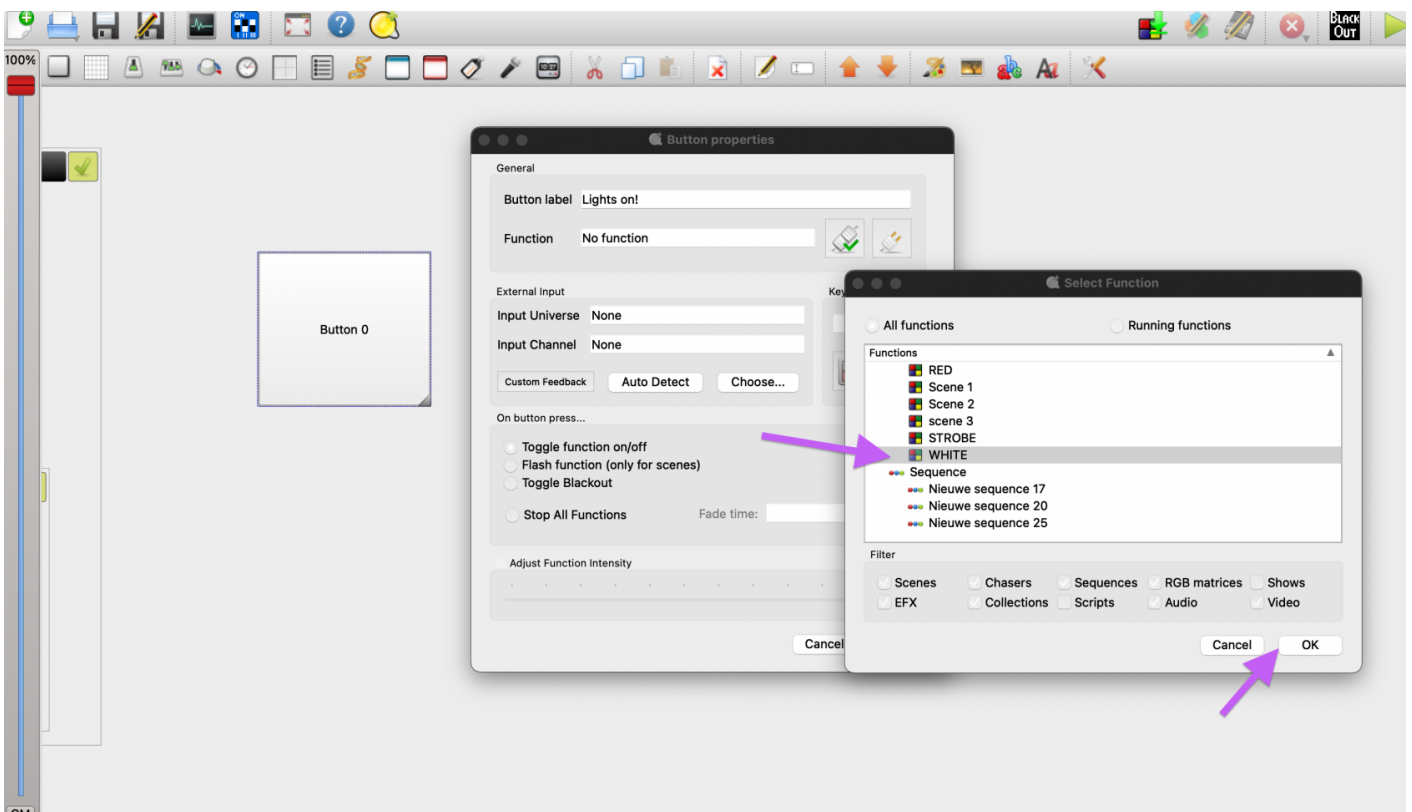 ON
BLACK
OUT
100%
Button properties
General
Button label Lights on!
Function No function
External Input
Input Universe None
Input Channel None
Custom Feedback Auto Detect Choose...
On button press...
Toggle function on/off
Flash function (only for scenes)
Toggle Blackout
Stop All Functions Fade time:
Adjust Function Intensity
Cancel
Button 0
Select Function
All functions Running functions
Functions
RED
Scene 1
Scene 2
scene 3
STROBE
WHITE
Sequence
Nieuwe sequence 17
Nieuwe sequence 20
Nieuwe sequence 25
Filter
Scenes Chasers Sequences RGB matrices Shows
EFX Collections Scripts Audio Video
Cancel OK
GM